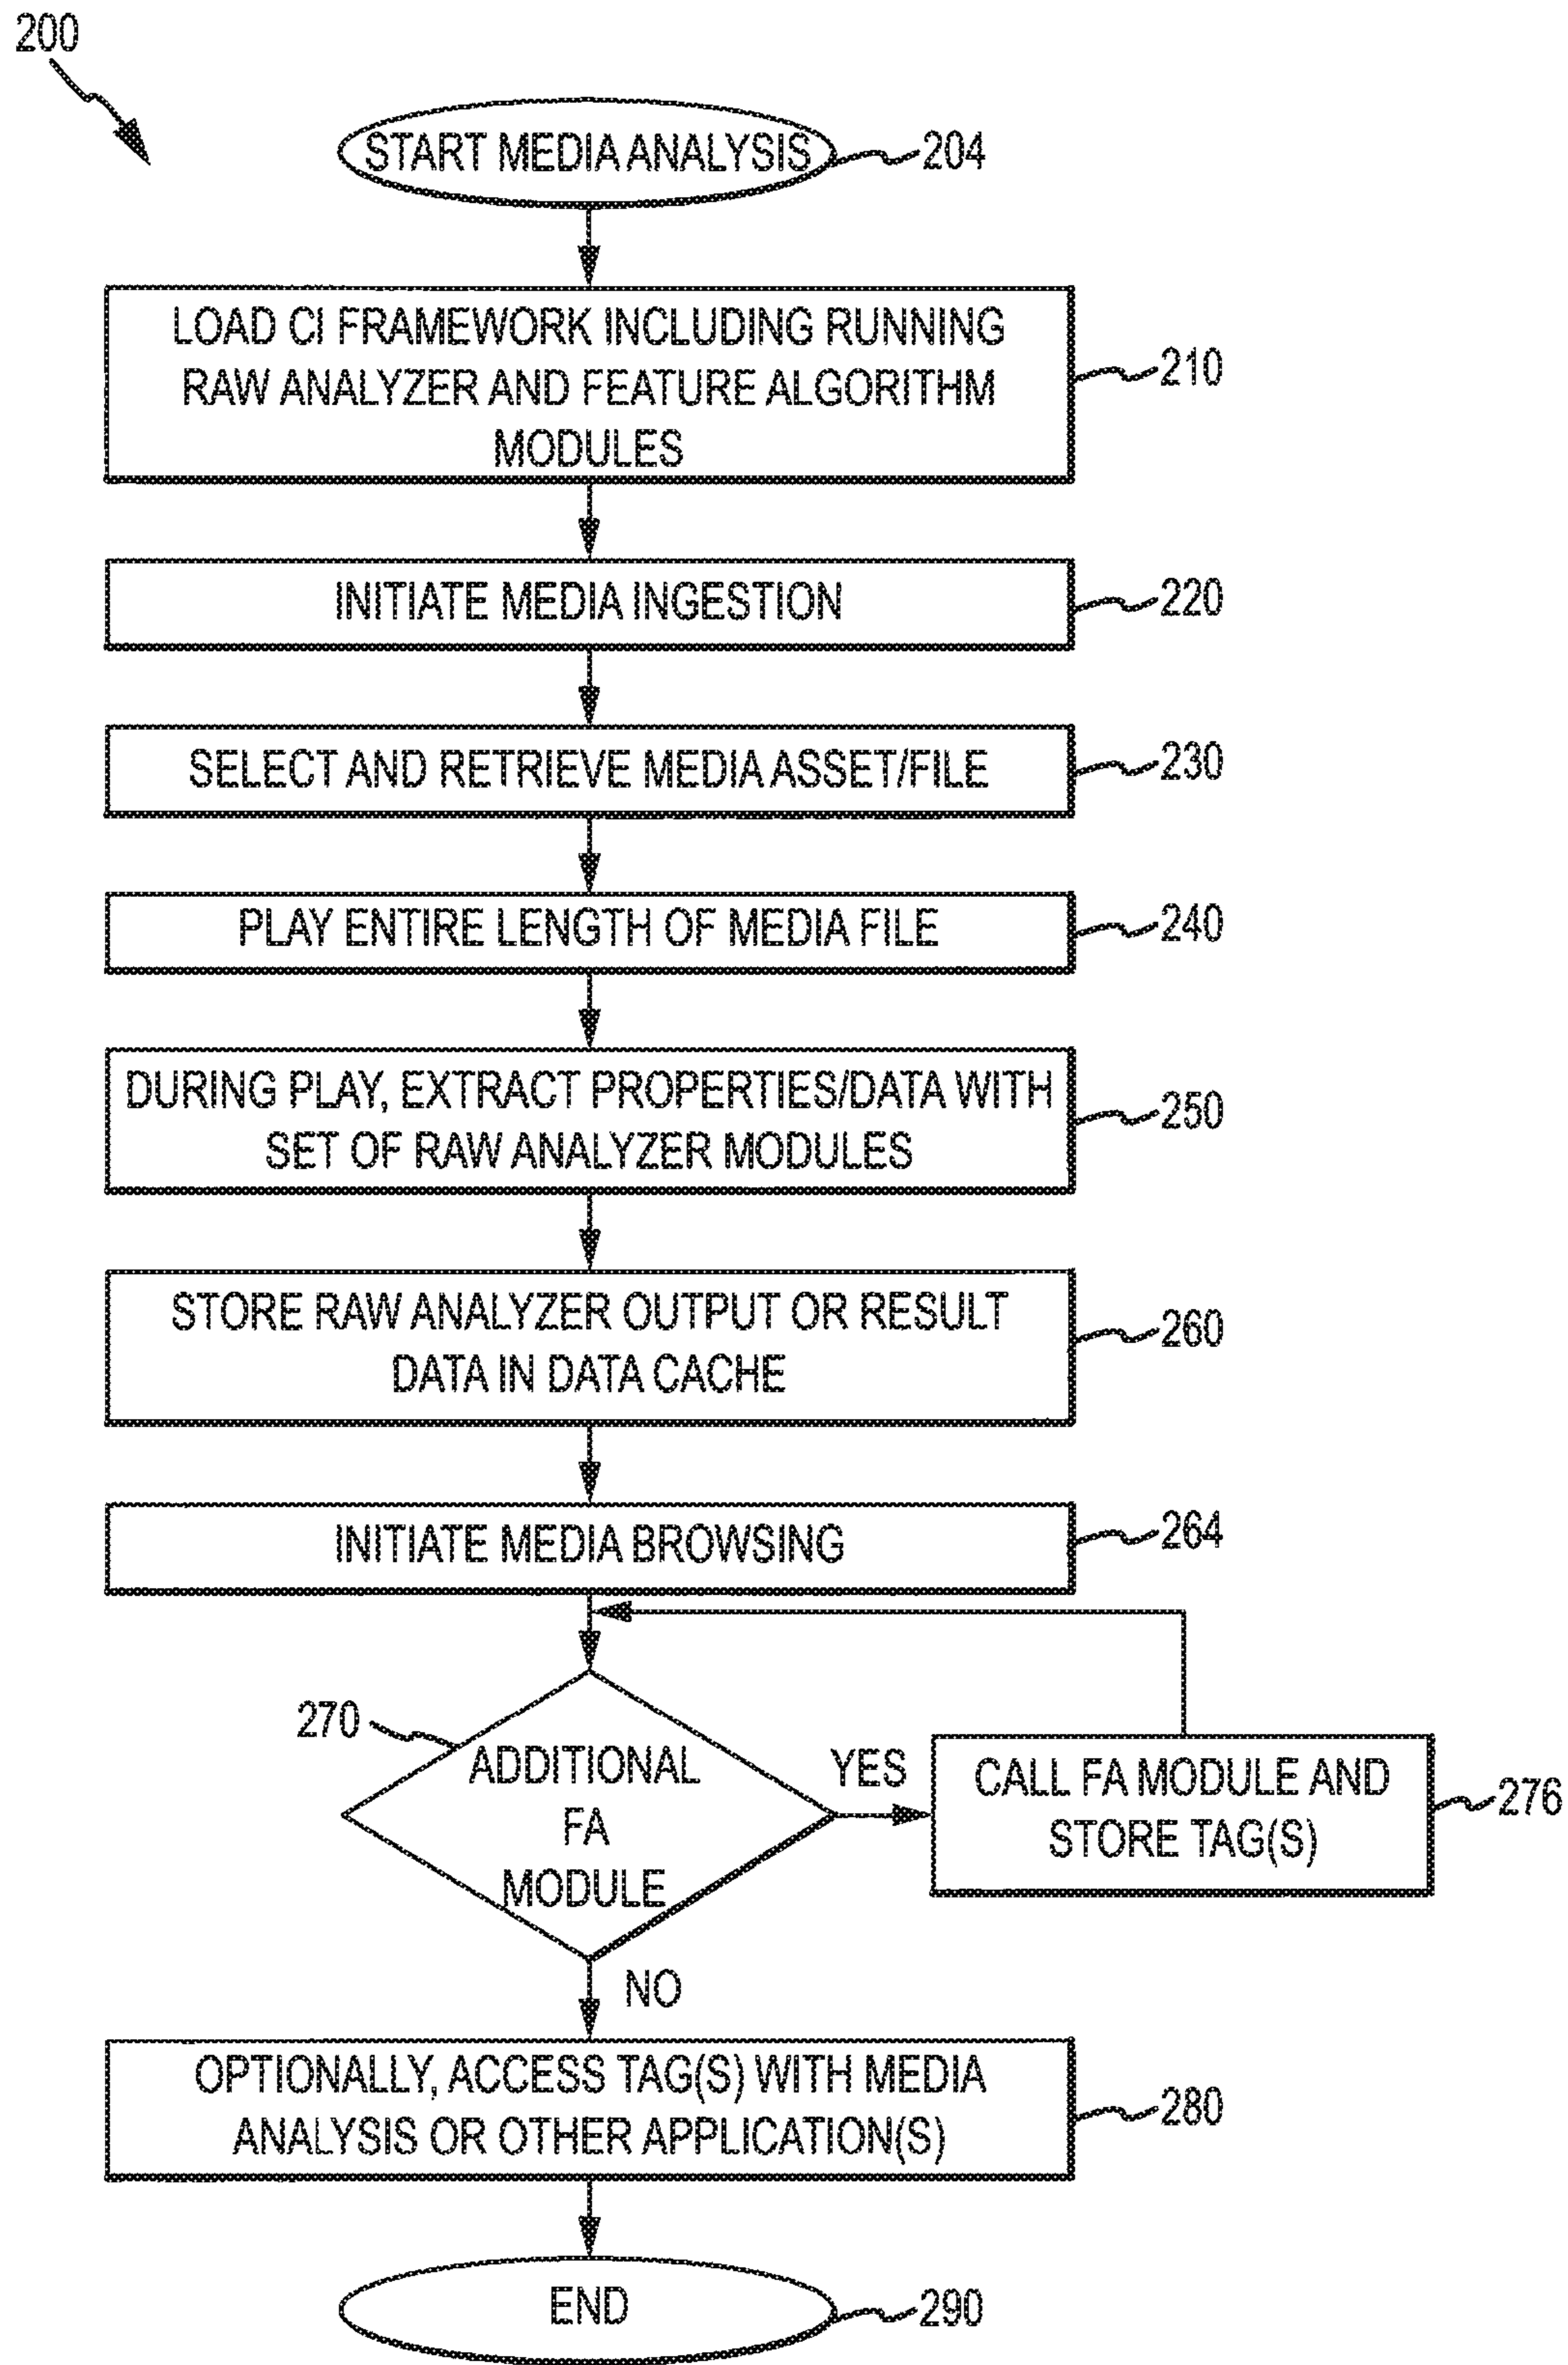 200
START MEDIA ANALYSIS
204
LOAD CI FRAMEWORK INCLUDING RUNNING
RAW ANALYZER AND FEATURE ALGORITHM
MODULES
210
INITIATE MEDIA INGESTION
220
SELECT AND RETRIEVE MEDIA ASSET/FILE
230
PLAY ENTIRE LENGTH OF MEDIA FILE
240
DURING PLAY, EXTRACT PROPERTIES/DATA WITH
SET OF RAW ANALYZER MODULES
250
STORE RAW ANALYZER OUTPUT OR RESULT
DATA IN DATA CACHE
260
INITIATE MEDIA BROWSING
264
270
ADDITIONAL
FA
MODULE
YES
CALL FA MODULE AND
STORE TAG(S)
276
NO
OPTIONALLY, ACCESS TAG(S) WITH MEDIA
ANALYSIS OR OTHER APPLICATION(S)
280
END
290